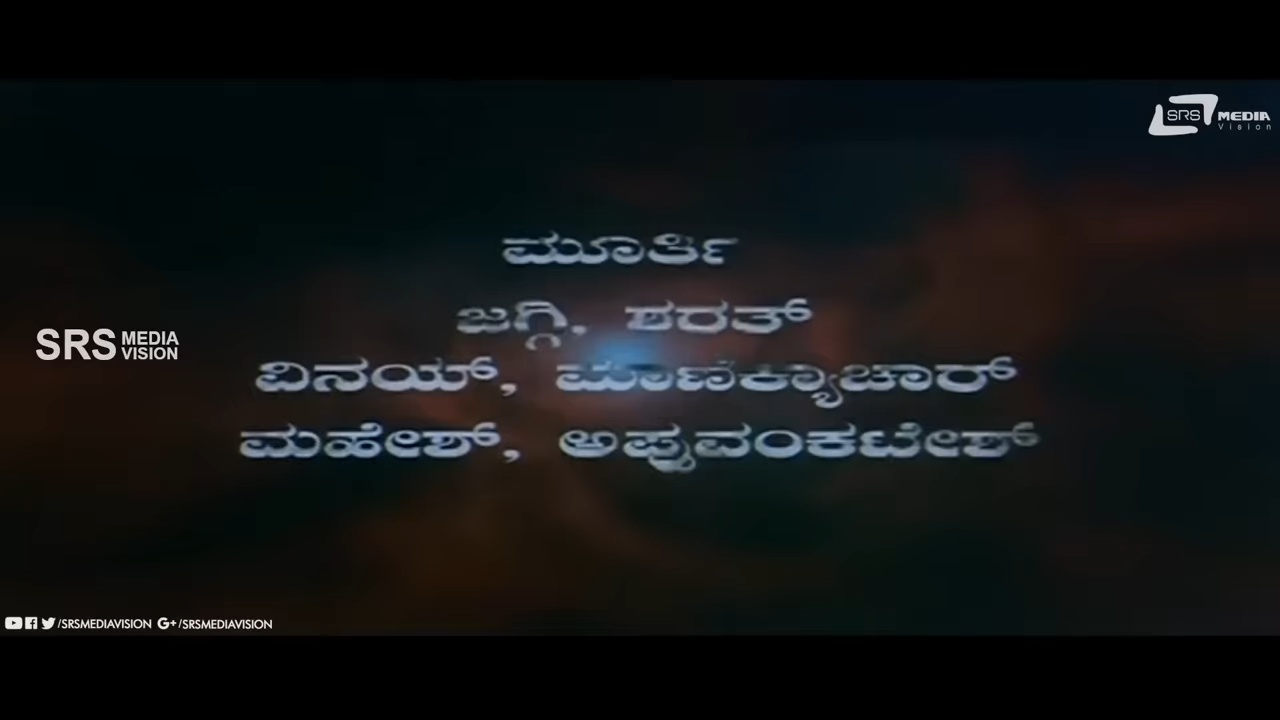 SRS MEDIA
Vision
ಮೂರ್ತಿ
ಜಗ್ಗಿ, ಶರತ್
SRS MEDIA VISION
ವಿನಯ್, ಮಾಣಿಕ್ಯಾಚಾರ್
ಮಹೇಶ್, ಅಪ್ಪುವೆಂಕಟೇಶ್
/SRSMEDIAVISION G+/SRSMEDIAVISION